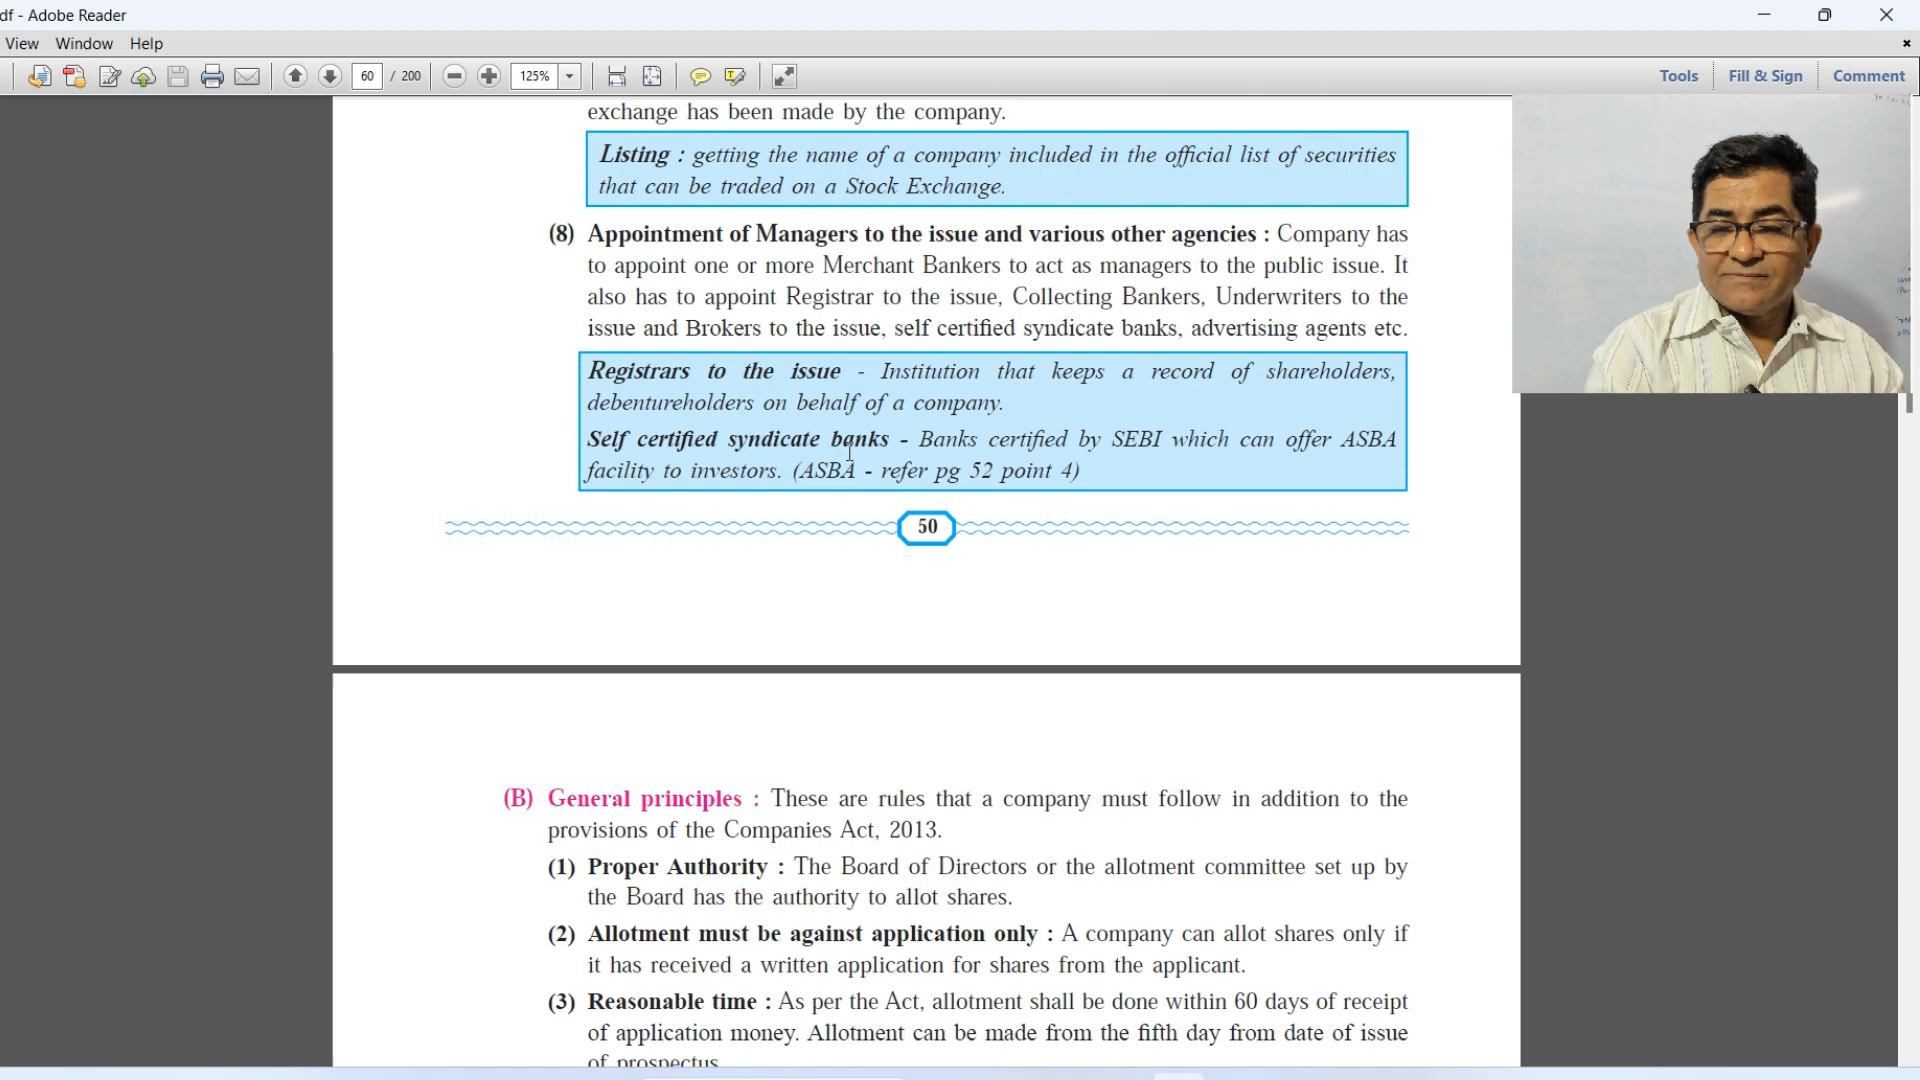 df - Adobe Reader
View Window Help
60 / 200 125% Tools Fill & Sign Comment
exchange has been made by the company.
Listing : getting the name of a company included in the official list of securities
that can be traded on a Stock Exchange.
(8) Appointment of Managers to the issue and various other agencies : Company has
to appoint one or more Merchant Bankers to act as managers to the public issue. It
also has to appoint Registrar to the issue, Collecting Bankers, Underwriters to the
issue and Brokers to the issue, self certified syndicate banks, advertising agents etc.
Registrars to the issue - Institution that keeps a record of shareholders,
debentureholders on behalf of a company.
Self certified syndicate banks - Banks certified by SEBI which can offer ASBA
facility to investors. (ASBA - refer pg 52 point 4)
50
(B) General principles : These are rules that a company must follow in addition to the
provisions of the Companies Act, 2013.
(1) Proper Authority : The Board of Directors or the allotment committee set up by
the Board has the authority to allot shares.
(2) Allotment must be against application only : A company can allot shares only if
it has received a written application for shares from the applicant.
(3) Reasonable time : As per the Act, allotment shall be done within 60 days of receipt
of application money. Allotment can be made from the fifth day from date of issue
of prospectus